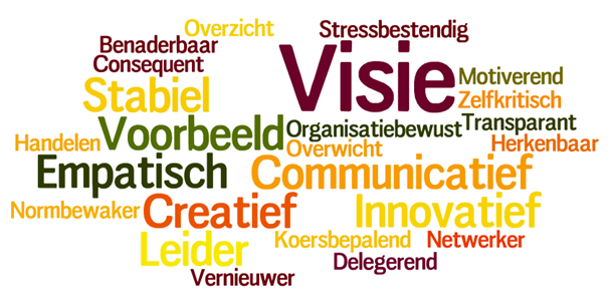 Overzicht
Stressbestendig
Benaderbaar
Consequent
Visie
Motiverend
Stabiel
Zelfkritisch
Voorbeeld
Organisatiebewust
Transparant
Handelen
Overwicht
Herkenbaar
Empatisch
Communicatief
Normbewaker
Creatief
Innovatief
Leider
Koersbepalend
Netwerker
Delegerend
Vernieuwer